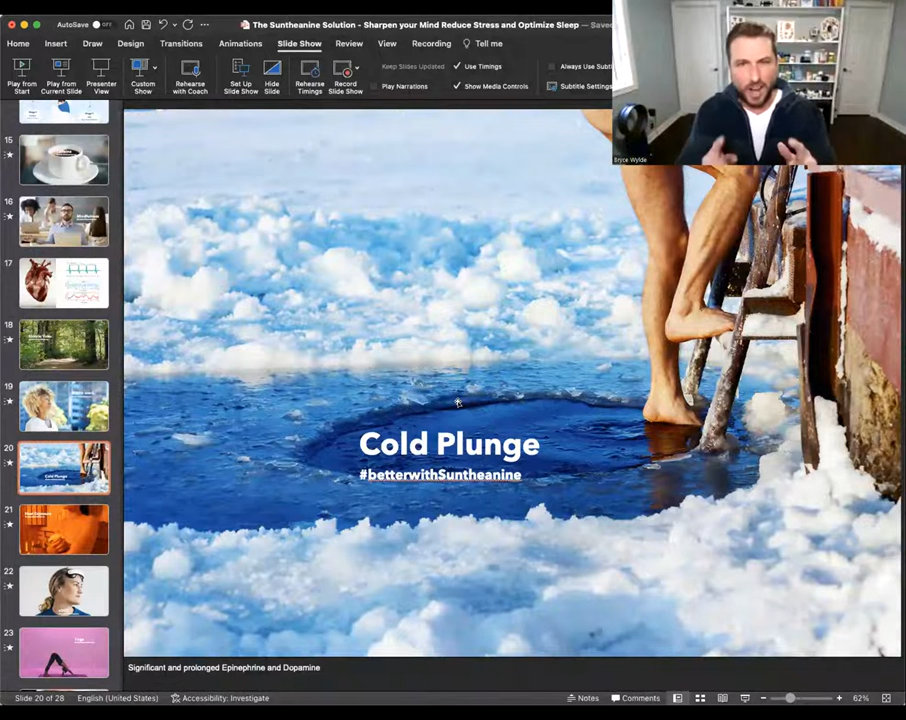 AutoSave OFF
The Suntheanine Solution - Sharpen your Mind Reduce Stress and Optimize Sleep — Saved
Home Insert Draw Design Transitions Animations Slide Show Review View Recording Tell me
Play from Start
Play from Current Slide
Presenter View
Custom Show
Rehearse with Coach
Set Up Slide Show
Hide Slide
Rehearse Timings
Record Slide Show
Keep Slides Updated
Play Narrations
Use Timings
Show Media Controls
Always Use Subti
Subtitle Settings
Bryce Wylde
15
16
17
18
19
20
Cold Plunge
21
22
23
Cold Plunge
#betterwithSuntheanine
Significant and prolonged Epinephrine and Dopamine
Slide 20 of 28 English (United States) Accessibility: Investigate Notes Comments 62%